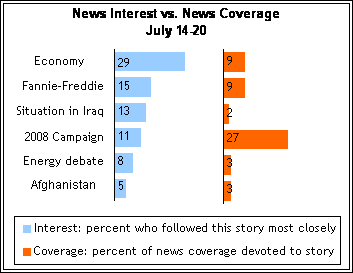 News Interest vs. News Coverage
July 14-20
Economy 29 9
Fannie-Freddie 15 9
Situation in Iraq 13 2
2008 Campaign 11 27
Energy debate 8 3
Afghanistan 5 3
Interest: percent who followed this story most closely
Coverage: percent of news coverage devoted to story